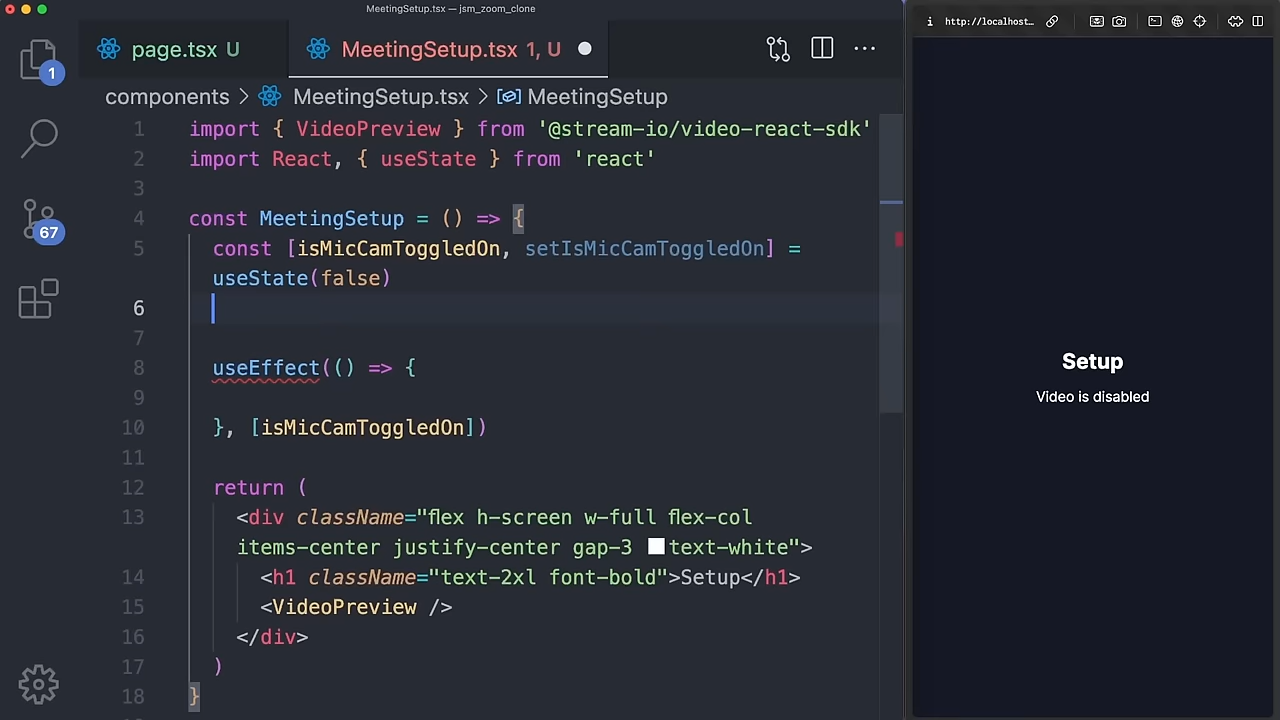 MeetingSetup.tsx — jsm_zoom_clone
page.tsx U
MeetingSetup.tsx 1, U
components > MeetingSetup.tsx > MeetingSetup
1 import { VideoPreview } from '@stream-io/video-react-sdk'
2 import React, { useState } from 'react'
3
4 const MeetingSetup = () => {
5 const [isMicCamToggledOn, setIsMicCamToggledOn] =
useState(false)
6
7
8 useEffect(() => {
9
10 }, [isMicCamToggledOn])
11
12 return (
13 <div className="flex h-screen w-full flex-col
items-center justify-center gap-3 text-white">
14 <h1 className="text-2xl font-bold">Setup</h1>
15 <VideoPreview />
16 </div>
17 )
18 }
1
67
http://localhost...
Setup
Video is disabled